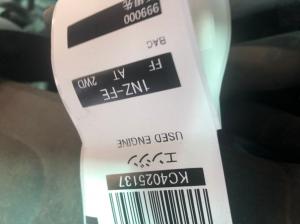 KC4025137
エンジン
USED ENGINE
1NZ-FE
FF AT 2WD
BAC
999000